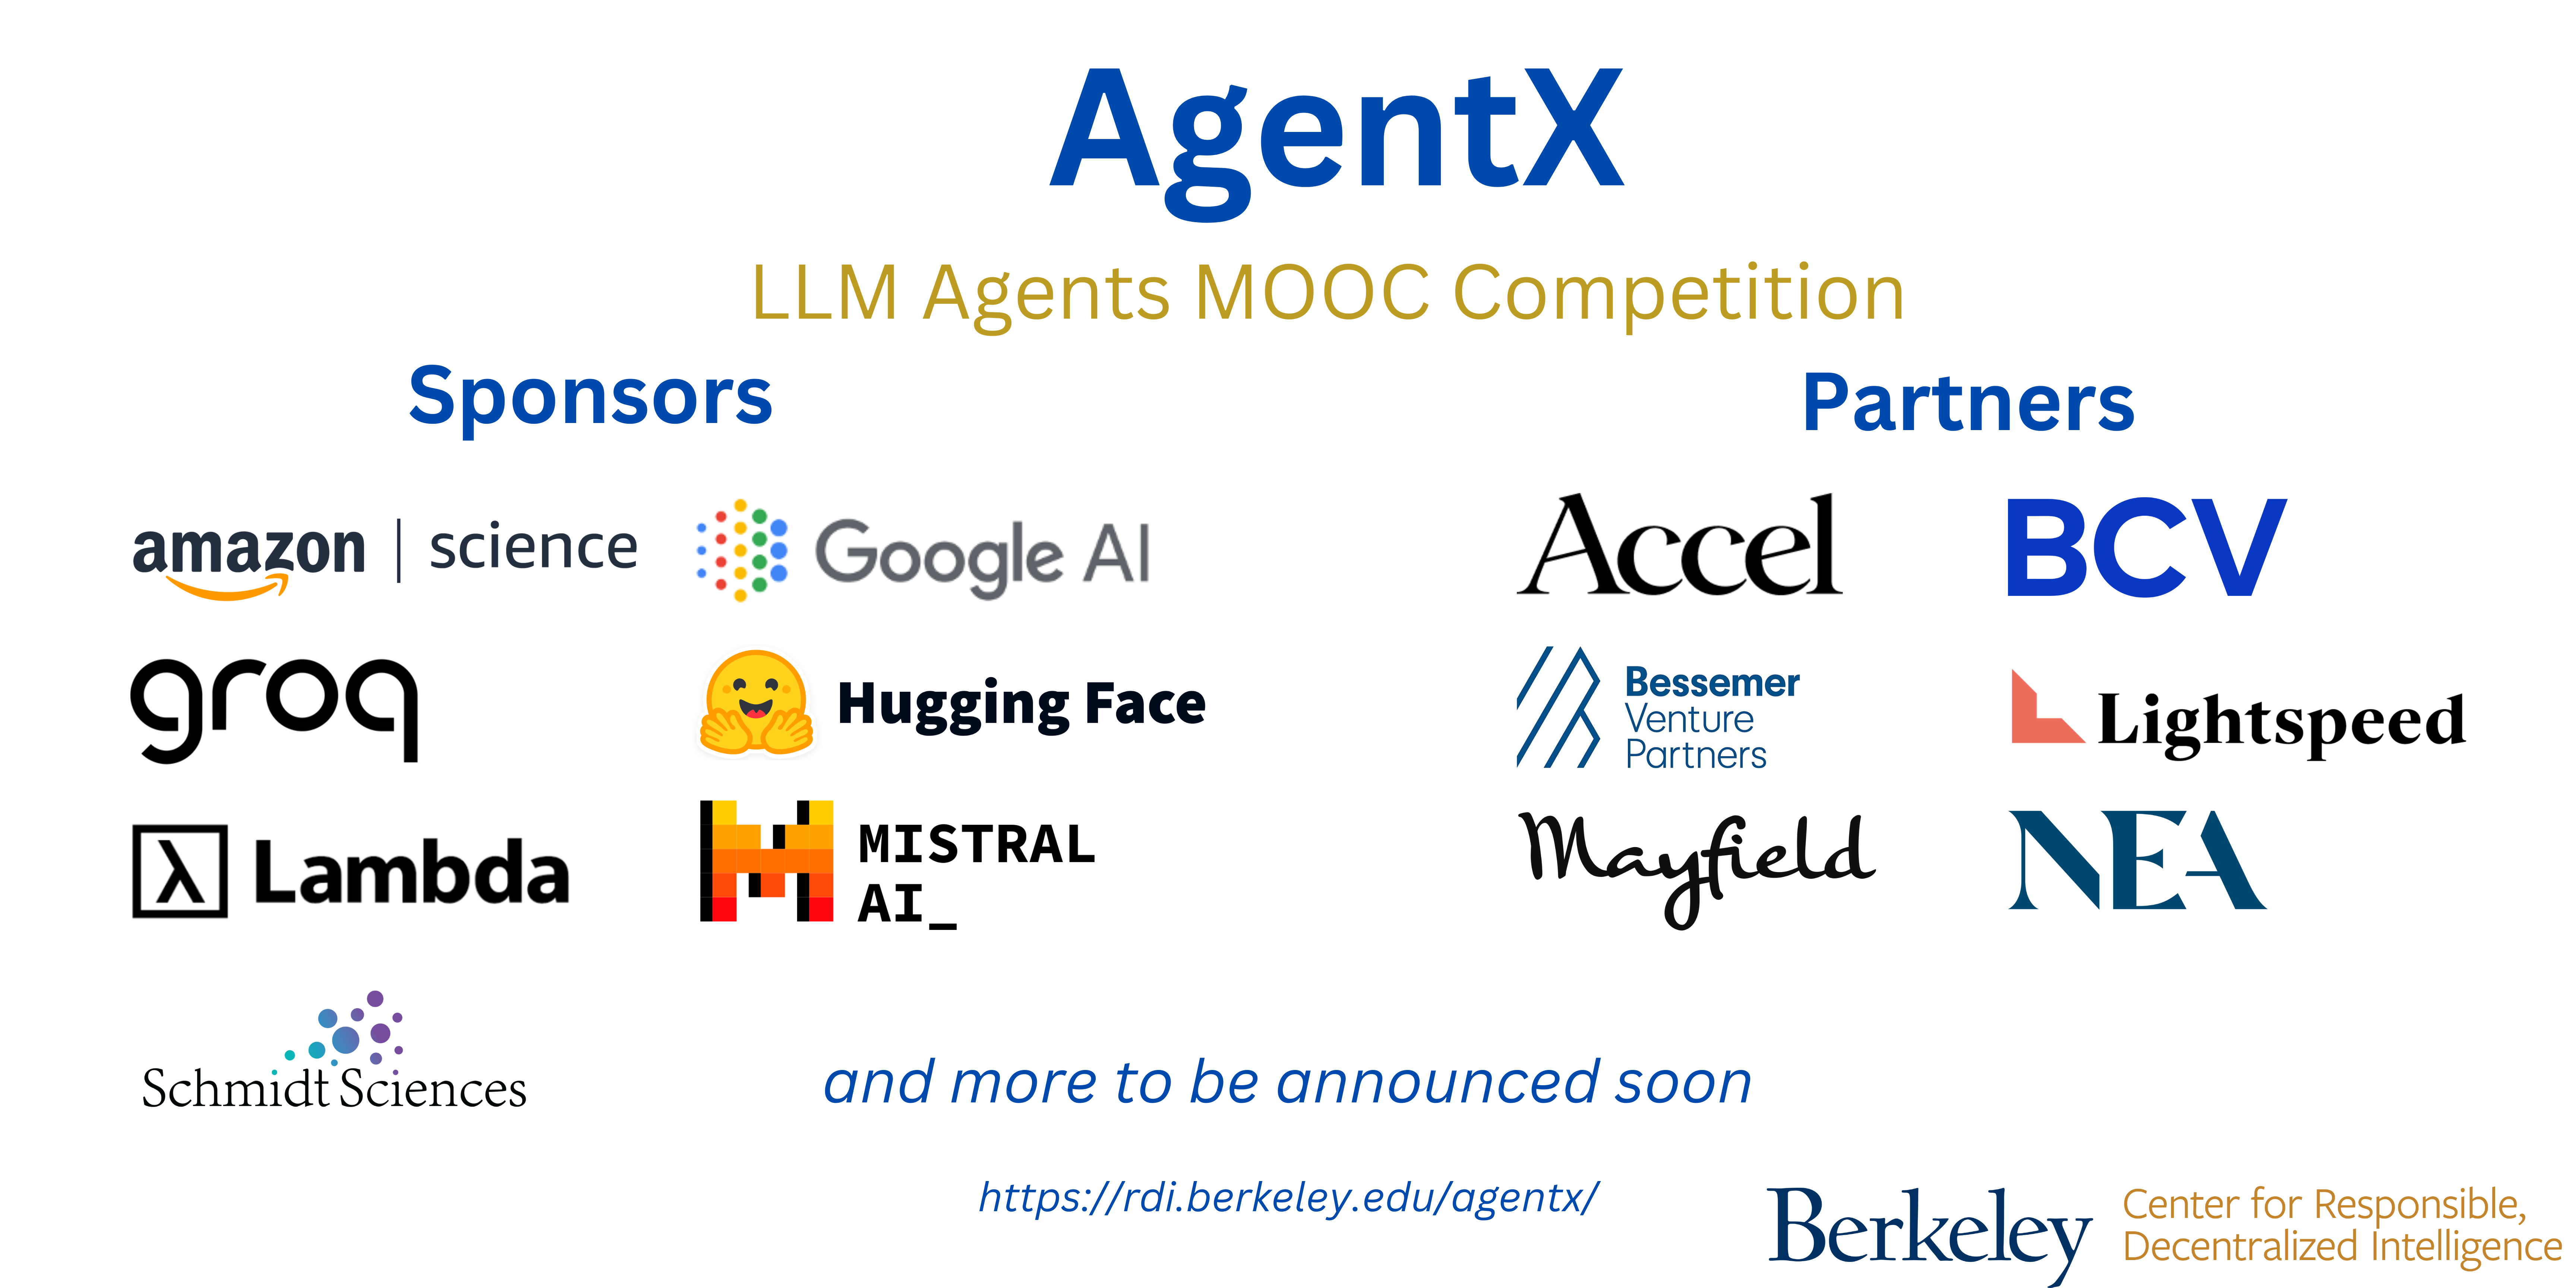 AgentX
LLM Agents MOOC Competition
Sponsors
amazon | science
Google AI
groq
Hugging Face
λ Lambda
MISTRAL
AI_
Schmidt Sciences
Partners
Accel
BCV
Bessemer
Venture
Partners
Lightspeed
Mayfield
NEA
and more to be announced soon
https://rdi.berkeley.edu/agentx/
Berkeley
Center for Responsible,
Decentralized Intelligence